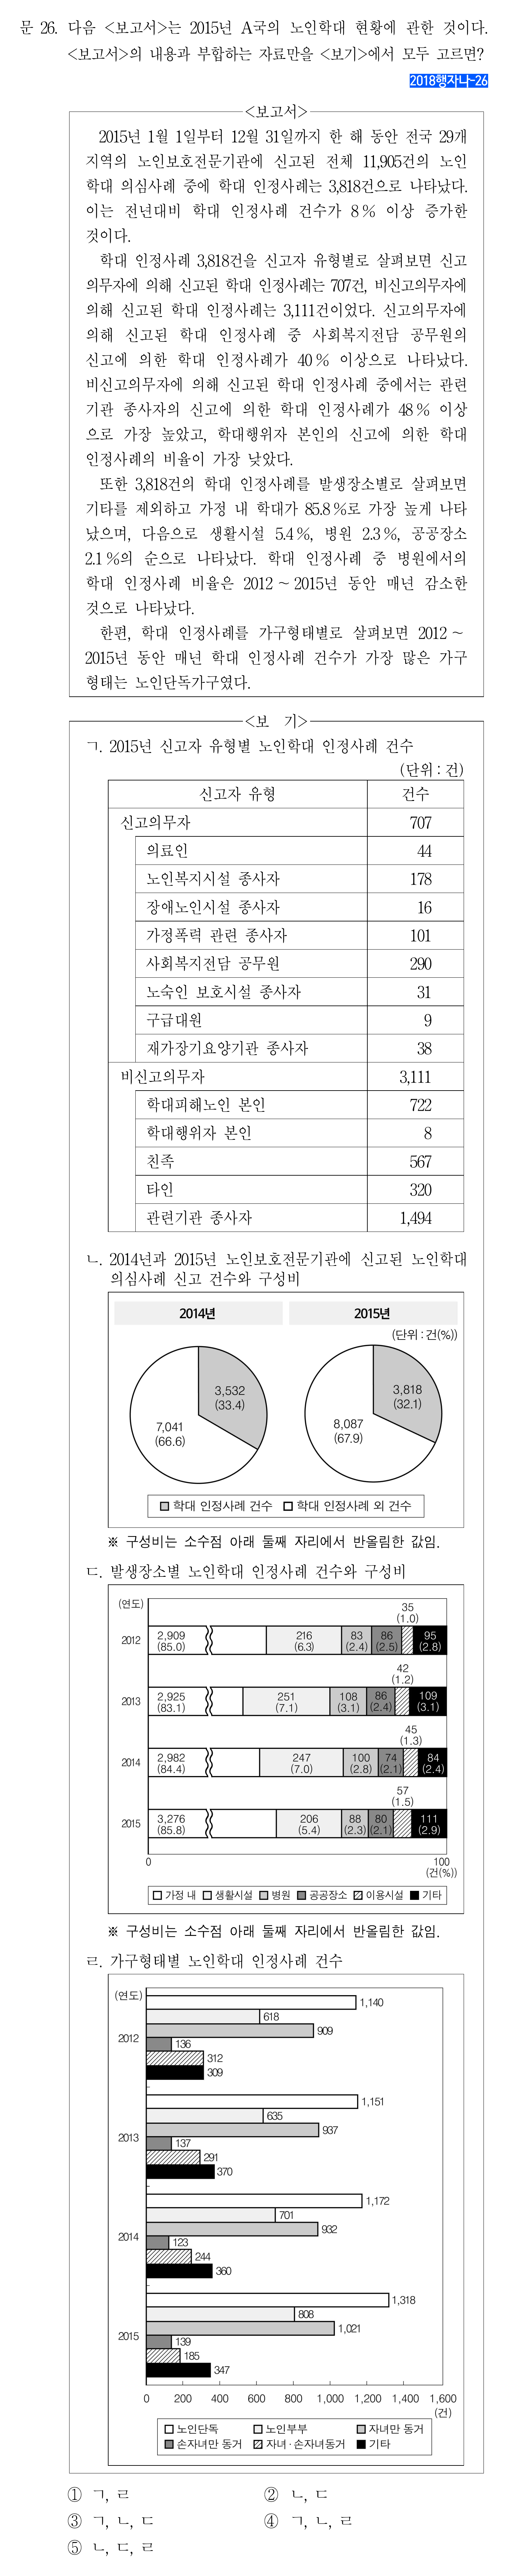 문 26. 다음 <보고서>는 2015년 A국의 노인학대 현황에 관한 것이다.
<보고서>의 내용과 부합하는 자료만을 <보기>에서 모두 고르면?
2018행자나-26
<보고서>
2015년 1월 1일부터 12월 31일까지 한 해 동안 전국 29개
지역의 노인보호전문기관에 신고된 전체 11,905건의 노인
학대 의심사례 중에 학대 인정사례는 3,818건으로 나타났다.
이는 전년대비 학대 인정사례 건수가 8% 이상 증가한
것이다.
학대 인정사례 3,818건을 신고자 유형별로 살펴보면 신고
의무자에 의해 신고된 학대 인정사례는 707건, 비신고의무자에
의해 신고된 학대 인정사례는 3,111건이었다. 신고의무자에
의해 신고된 학대 인정사례 중 사회복지전담 공무원의
신고에 의한 학대 인정사례가 40% 이상으로 나타났다.
비신고의무자에 의해 신고된 학대 인정사례 중에서는 관련
기관 종사자의 신고에 의한 학대 인정사례가 48% 이상
으로 가장 높았고, 학대행위자 본인의 신고에 의한 학대
인정사례의 비율이 가장 낮았다.
또한 3,818건의 학대 인정사례를 발생장소별로 살펴보면
기타를 제외하고 가정 내 학대가 85.8%로 가장 높게 나타
났으며, 다음으로 생활시설 5.4%, 병원 2.3%, 공공장소
2.1%의 순으로 나타났다. 학대 인정사례 중 병원에서의
학대 인정사례 비율은 2012~2015년 동안 매년 감소한
것으로 나타났다.
한편, 학대 인정사례를 가구형태별로 살펴보면 2012~
2015년 동안 매년 학대 인정사례 건수가 가장 많은 가구
형태는 노인단독가구였다.
<보 기>
ㄱ. 2015년 신고자 유형별 노인학대 인정사례 건수
(단위 : 건)
신고자 유형 건수
신고의무자 707
의료인 44
노인복지시설 종사자 178
장애노인시설 종사자 16
가정폭력 관련 종사자 101
사회복지전담 공무원 290
노숙인 보호시설 종사자 31
구급대원 9
재가장기요양기관 종사자 38
비신고의무자 3,111
학대피해노인 본인 722
학대행위자 본인 8
친족 567
타인 320
관련기관 종사자 1,494
ㄴ. 2014년과 2015년 노인보호전문기관에 신고된 노인학대
의심사례 신고 건수와 구성비
2014년 2015년
(단위 : 건(%))
3,532
(33.4)
7,041
(66.6)
3,818
(32.1)
8,087
(67.9)
학대 인정사례 건수 학대 인정사례 외 건수
※ 구성비는 소수점 아래 둘째 자리에서 반올림한 값임.
ㄷ. 발생장소별 노인학대 인정사례 건수와 구성비
(연도)
35
(1.0)
2012 2,909 216 83 86 95
(85.0) (6.3) (2.4) (2.5) (2.8)
42
(1.2)
2013 2,925 251 108 86 109
(83.1) (7.1) (3.1) (2.4) (3.1)
45
(1.3)
2014 2,982 247 100 74 84
(84.4) (7.0) (2.8) (2.1) (2.4)
57
(1.5)
2015 3,276 206 88 80 111
(85.8) (5.4) (2.3) (2.1) (2.9)
0 100
(건(%))
가정 내 생활시설 병원 공공장소 이용시설 기타
※ 구성비는 소수점 아래 둘째 자리에서 반올림한 값임.
ㄹ. 가구형태별 노인학대 인정사례 건수
(연도)
1,140
618
909
2012
136
312
309
1,151
635
937
2013
137
291
370
1,172
701
932
2014
123
244
360
1,318
808
1,021
2015
139
185
347
0 200 400 600 800 1,000 1,200 1,400 1,600
(건)
노인단독 노인부부 자녀만 동거
손자녀만 동거 자녀·손자녀동거 기타
① ㄱ, ㄹ
② ㄴ, ㄷ
③ ㄱ, ㄴ, ㄷ
④ ㄱ, ㄴ, ㄹ
⑤ ㄴ, ㄷ, ㄹ